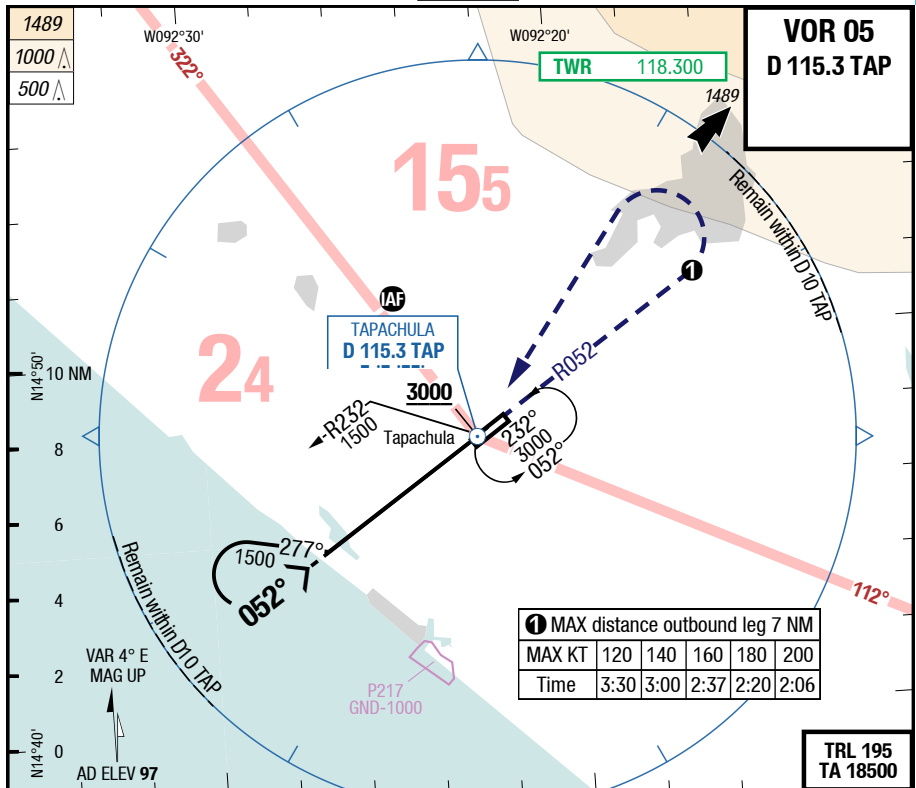 1489
1000
500
W092°30'
W092°20'
322°
TWR 118.300
VOR 05
D 115.3 TAP
1489
15₅
Remain within D10 TAP
1
IAF
TAPACHULA
D 115.3 TAP
2₄
N14°50'
10 NM
R052
3000
R232
1500
Tapachula
232°
3000
052°
8
6
277°
1500
052°
Remain within D10 TAP
4
112°
1 MAX distance outbound leg 7 NM
MAX KT 120 140 160 180 200
Time 3:30 3:00 2:37 2:20 2:06
VAR 4° E
MAG UP
2
P217
GND-1000
N14°40'
0
AD ELEV 97
TRL 195
TA 18500